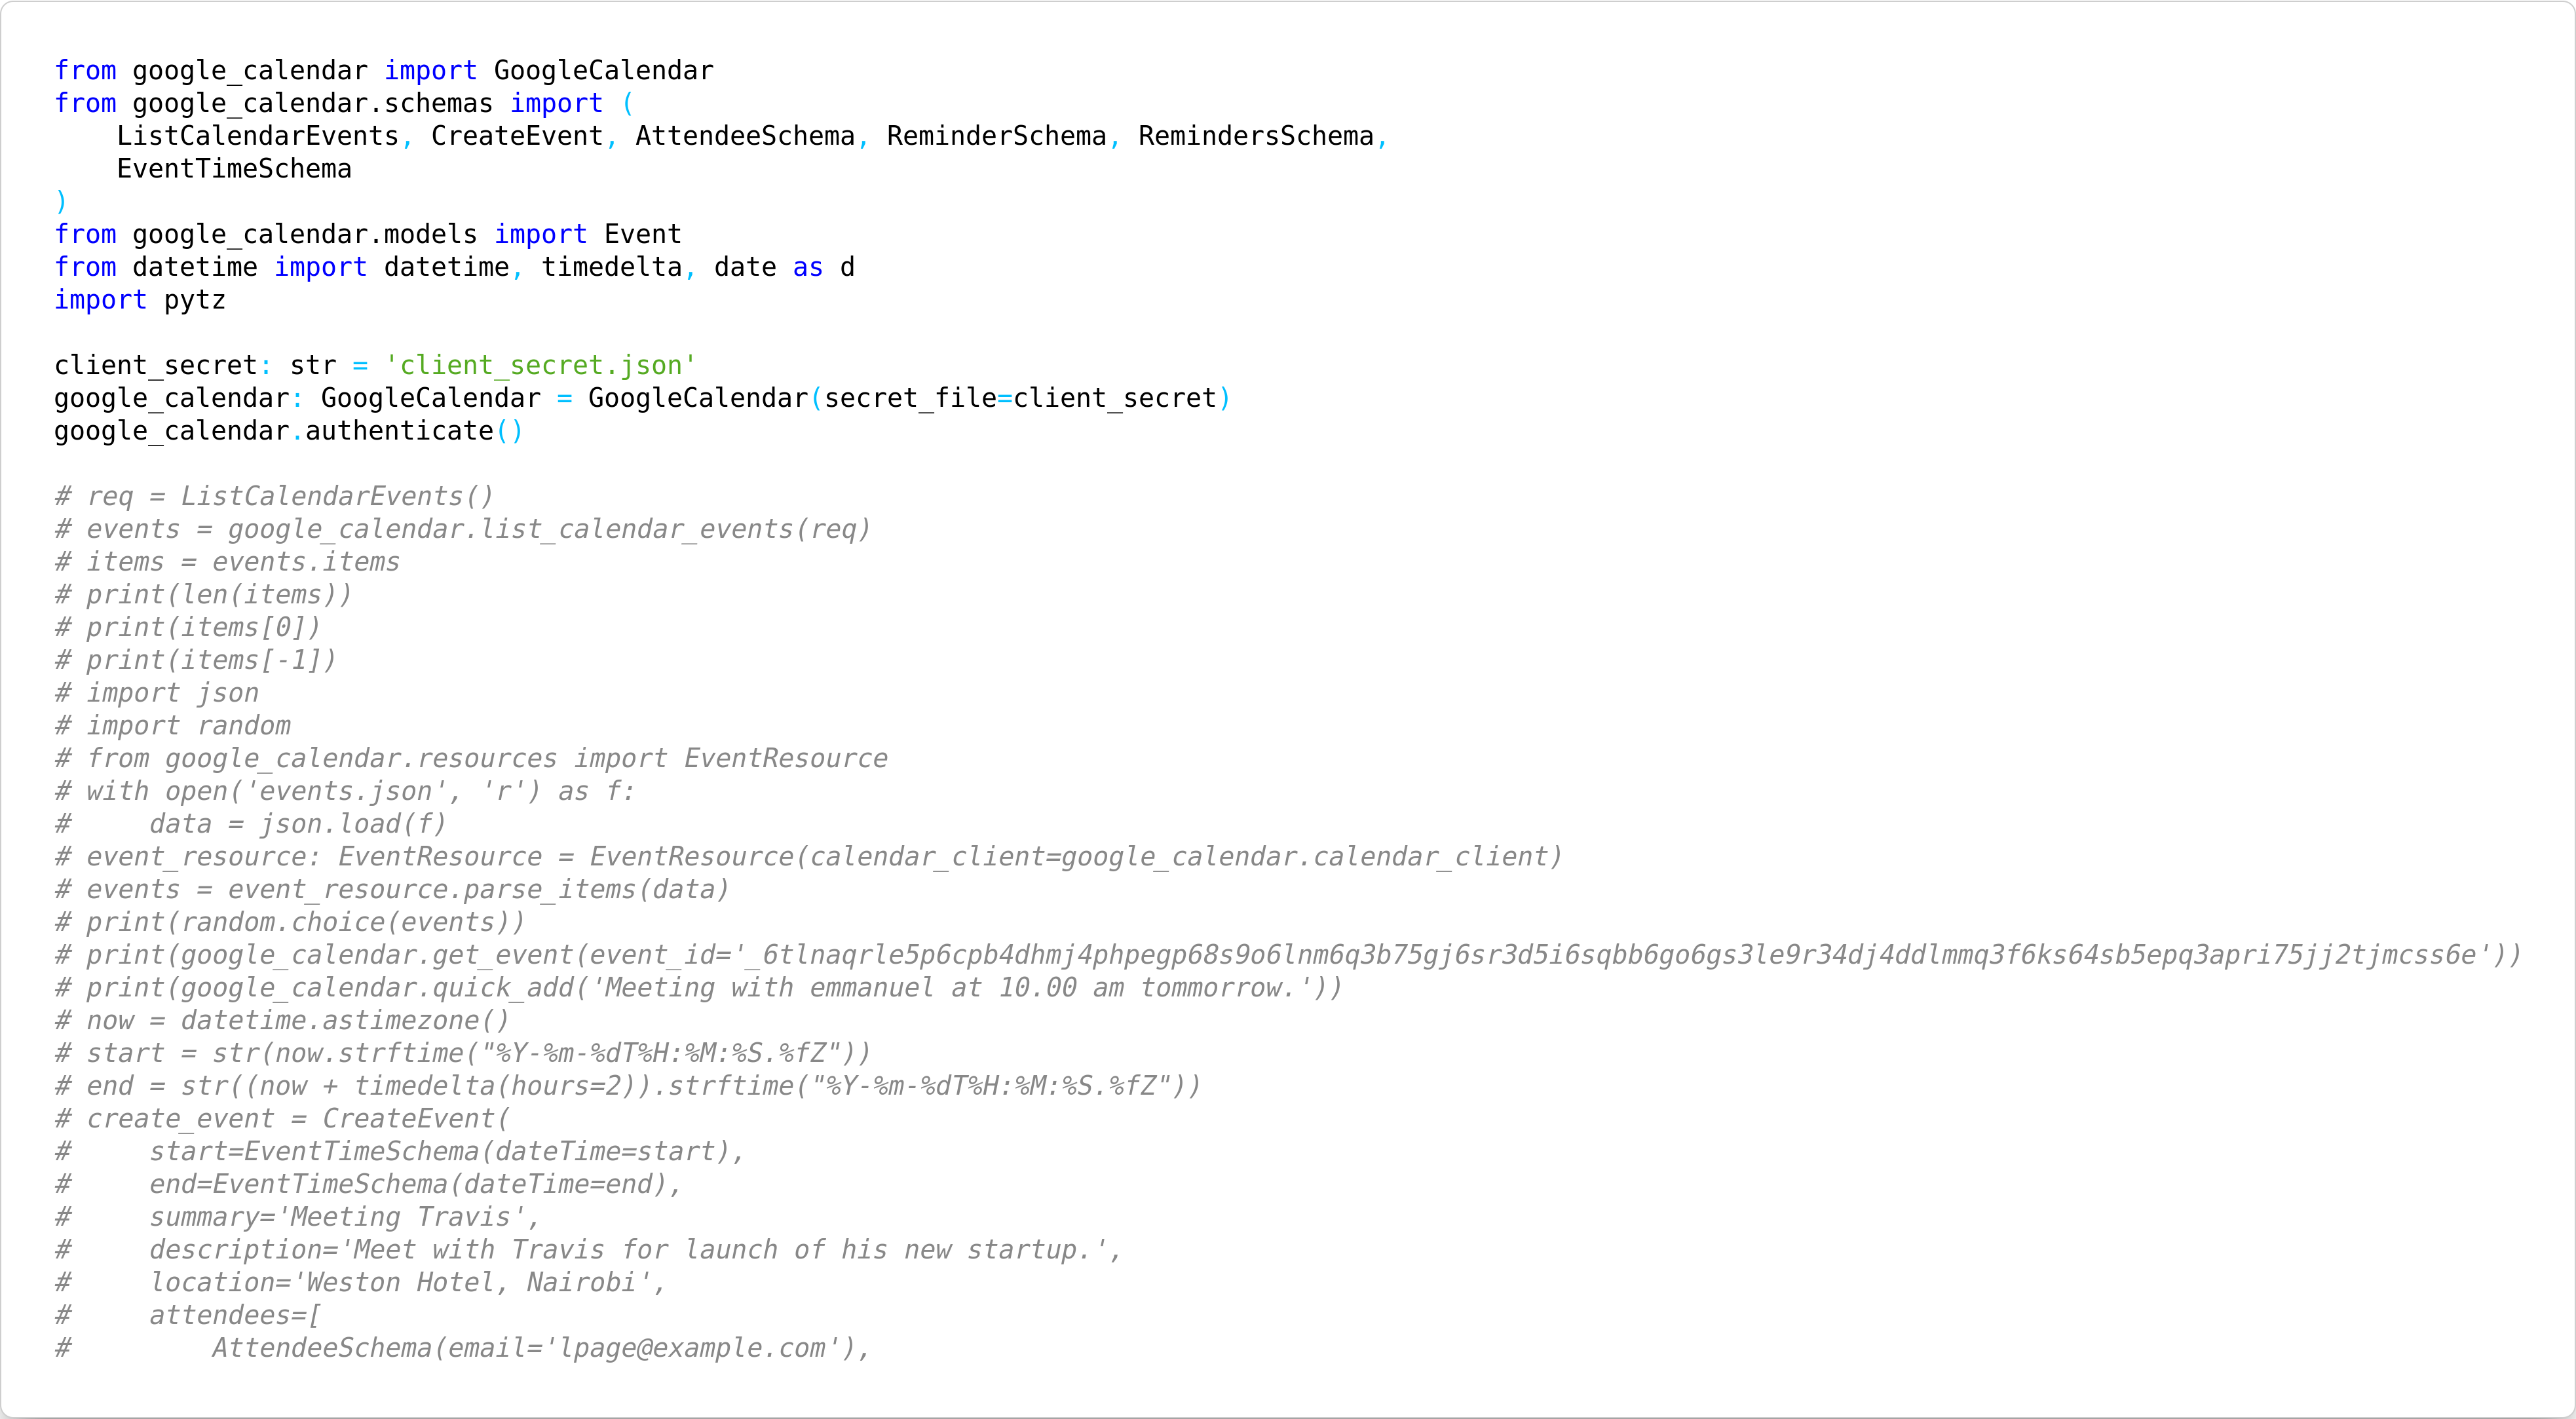 from google_calendar import GoogleCalendar
from google_calendar.schemas import (
    ListCalendarEvents, CreateEvent, AttendeeSchema, ReminderSchema, RemindersSchema,
    EventTimeSchema
)
from google_calendar.models import Event
from datetime import datetime, timedelta, date as d
import pytz

client_secret: str = 'client_secret.json'
google_calendar: GoogleCalendar = GoogleCalendar(secret_file=client_secret)
google_calendar.authenticate()

# req = ListCalendarEvents()
# events = google_calendar.list_calendar_events(req)
# items = events.items
# print(len(items))
# print(items[0])
# print(items[-1])
# import json
# import random
# from google_calendar.resources import EventResource
# with open('events.json', 'r') as f:
#     data = json.load(f)
# event_resource: EventResource = EventResource(calendar_client=google_calendar.calendar_client)
# events = event_resource.parse_items(data)
# print(random.choice(events))
# print(google_calendar.get_event(event_id='_6tlnaqrle5p6cpb4dhmj4phpegp68s9o6lnm6q3b75gj6sr3d5i6sqbb6go6gs3le9r34dj4ddlmmq3f6ks64sb5epq3apri75jj2tjmcss6e'))
# print(google_calendar.quick_add('Meeting with emmanuel at 10.00 am tommorrow.'))
# now = datetime.astimezone()
# start = str(now.strftime("%Y-%m-%dT%H:%M:%S.%fZ"))
# end = str((now + timedelta(hours=2)).strftime("%Y-%m-%dT%H:%M:%S.%fZ"))
# create_event = CreateEvent(
#     start=EventTimeSchema(dateTime=start),
#     end=EventTimeSchema(dateTime=end),
#     summary='Meeting Travis',
#     description='Meet with Travis for launch of his new startup.',
#     location='Weston Hotel, Nairobi',
#     attendees=[
#         AttendeeSchema(email='lpage@example.com'),